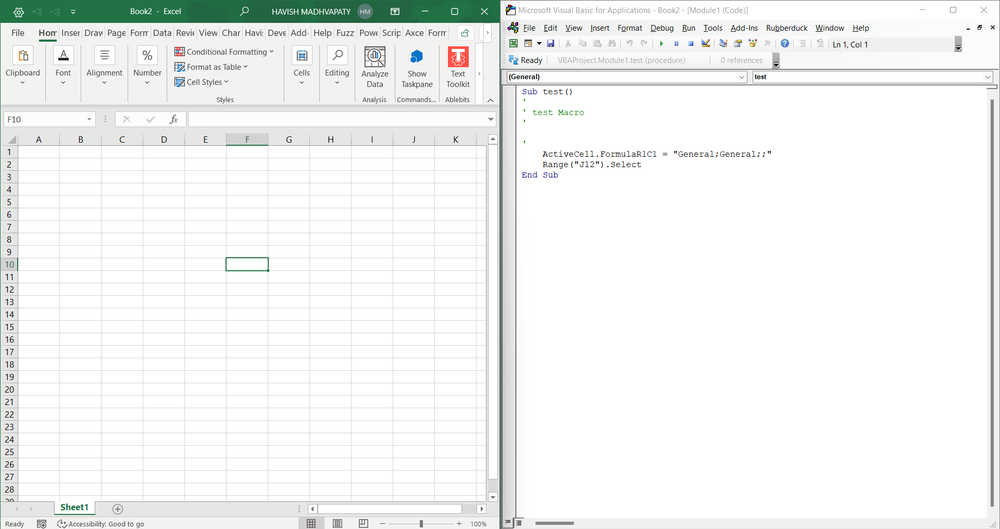 Book2 - Excel
HAVISH MADHVAPATY
HM
File Hom Inser Draw Page Form Data Revie View Char Havi: Deve Add- Help Fuzz Powe Scrip Axce Form
Clipboard
Font
Alignment
Number
Conditional Formatting
Format as Table
Cell Styles
Styles
Cells
Editing
Analyze
Data
Analysis
Show
Taskpane
Commands...
Text
Toolkit
Ablebits
F10
fx
A B C D E F G H I J K
1
2
3
4
5
6
7
8
9
10
11
12
13
14
15
16
17
18
19
20
21
22
23
24
25
26
27
28
29
Sheet1
Ready
Accessibility: Good to go
100%
Microsoft Visual Basic for Applications - Book2 - [Module1 (Code)]
File Edit View Insert Format Debug Run Tools Add-Ins Rubberduck Window Help
Ln 1, Col 1
Ready
VBAProject.Module1.test (procedure)
0 references
(General)
test
Sub test()
'
' test Macro
'
'
ActiveCell.FormulaR1C1 = "General;General;;"
Range("J12").Select
End Sub